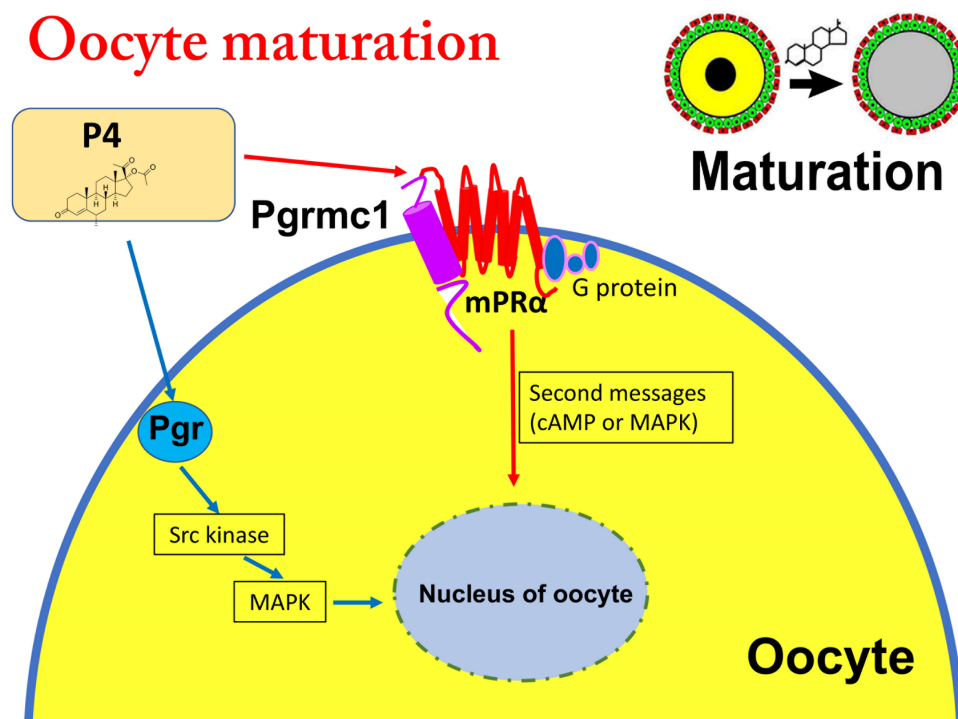 Oocyte maturation
P4
O
O
O
H
H
H
O
Maturation
Pgrmc1
mPRα
G protein
Second messages
(cAMP or MAPK)
Pgr
Src kinase
MAPK
Nucleus of oocyte
Oocyte